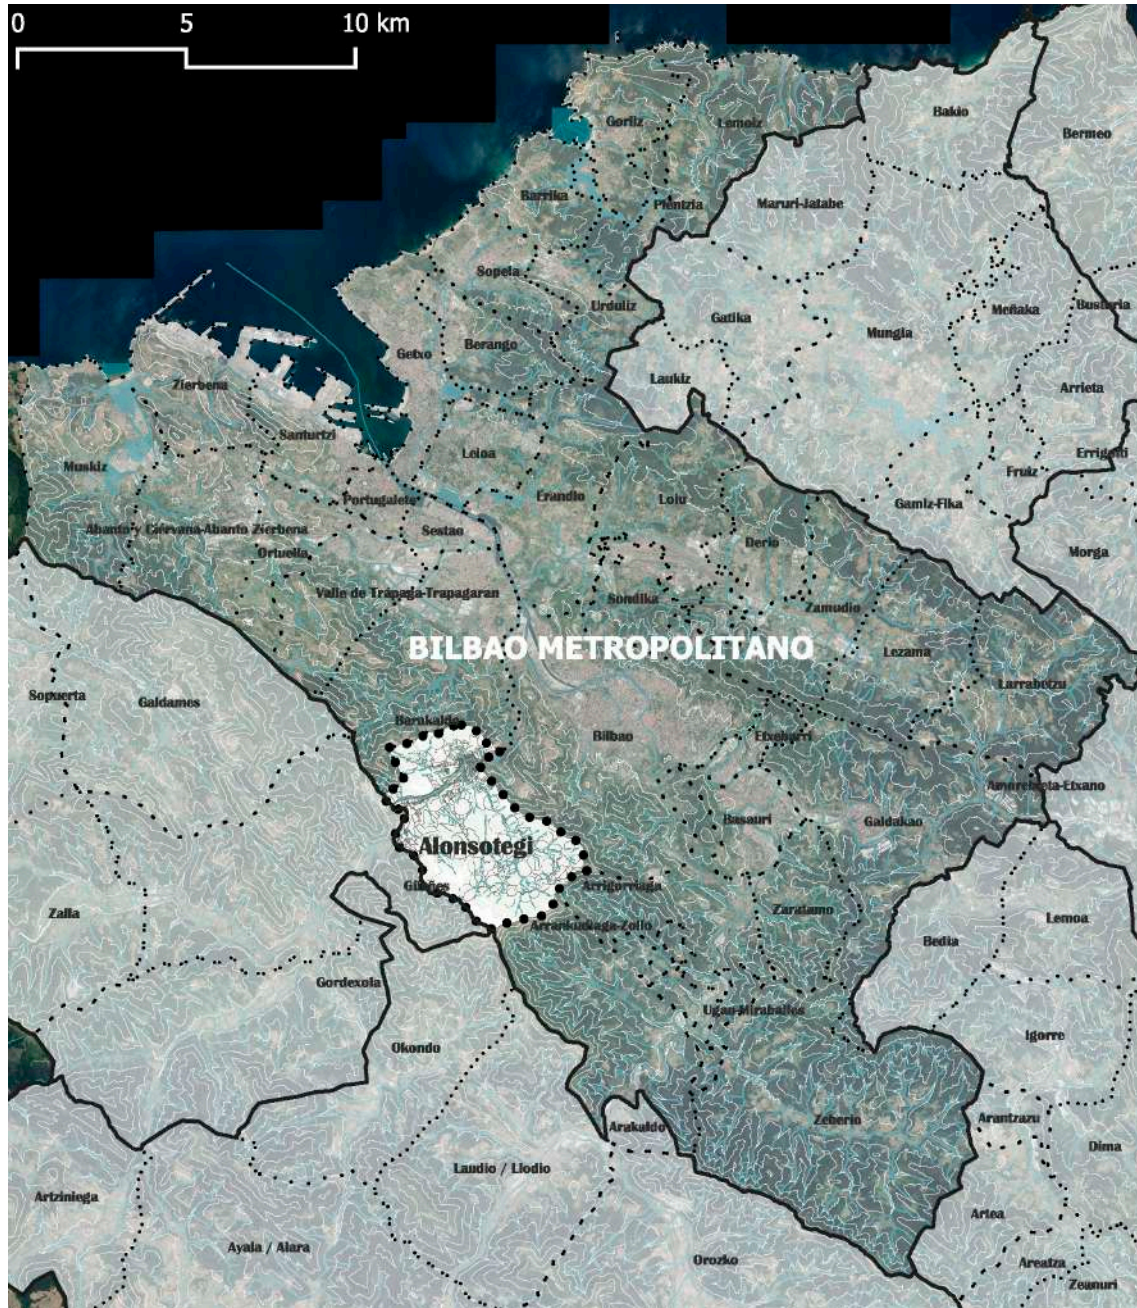 0 5 10 km
Bakio
Gorliz
Lemoiz
Bermeo
Barrika
Plentzia
Maruri-Jatabe
Sopela
Urduliz
Meñaka
Busturia
Gatika
Mungia
Getxo
Berango
Laukiz
Zierbena
Arrieta
Santurtzi
Leioa
Errigoiti
Muskiz
Fruiz
Portugalete
Erandio
Loiu
Gamiz-Fika
Abanto y Ciérvana-Abanto Zierbena
Sestao
Derio
Ortuella
Morga
Valle de Trápaga-Trapagaran
Sondika
Zamudio
BILBAO METROPOLITANO
Lezama
Larrabetzu
Sopuerta
Galdames
Barakaldo
Bilbao
Etxebarri
Amorebieta-Etxano
Basauri
Galdakao
Alonsotegi
Güeñes
Arrigorriaga
Zalla
Zaratamo
Lemoa
Arrankudiaga-Zollo
Bedia
Gordexola
Ugao-Miraballes
Okondo
Igorre
Arakaldo
Zeberio
Arantzazu
Laudio / Llodio
Dima
Artziniega
Artea
Ayala / Aiara
Orozko
Areatza
Zeanuri